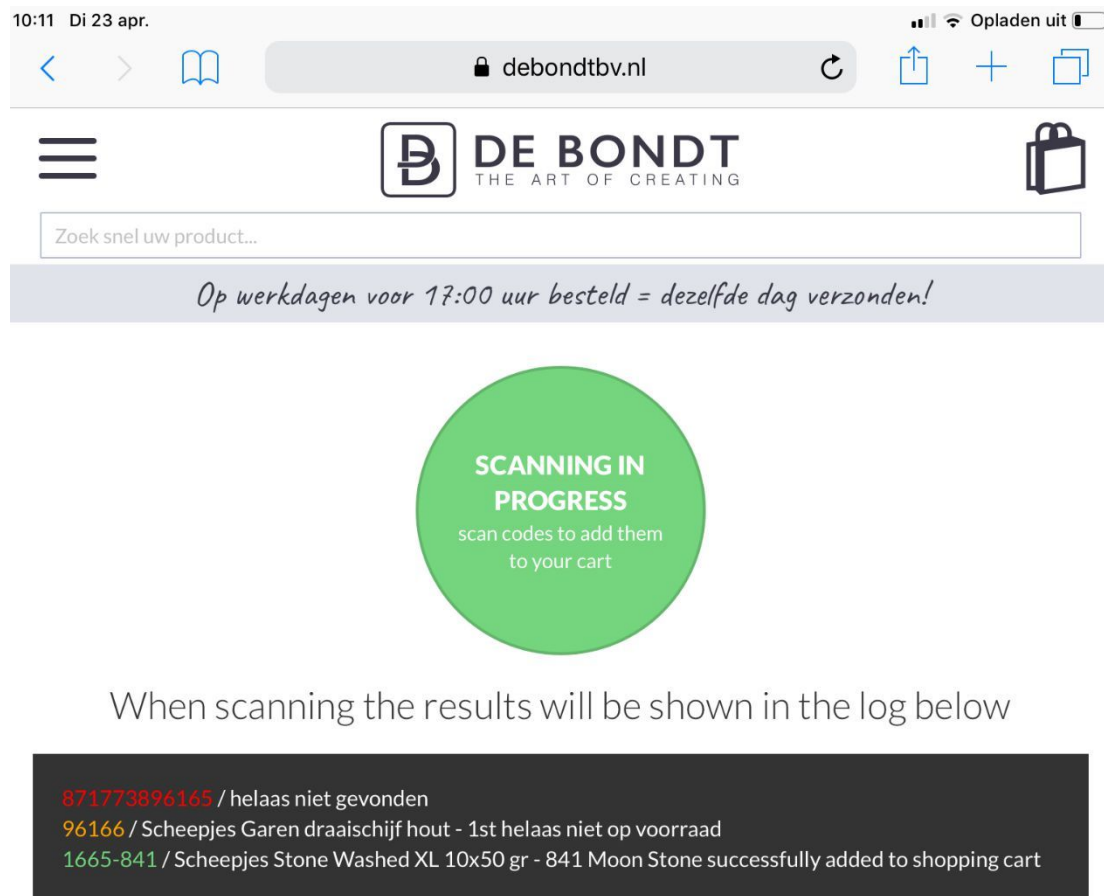 10:11 Di 23 apr. Opladen uit
debondtbv.nl
DE BONDT
THE ART OF CREATING
Zoek snel uw product...
Op werkdagen voor 17:00 uur besteld = dezelfde dag verzonden!
SCANNING IN
PROGRESS
scan codes to add them
to your cart
When scanning the results will be shown in the log below
871773896165 / helaas niet gevonden
96166 / Scheepjes Garen draaischijf hout - 1st helaas niet op voorraad
1665-841 / Scheepjes Stone Washed XL 10x50 gr - 841 Moon Stone successfully added to shopping cart